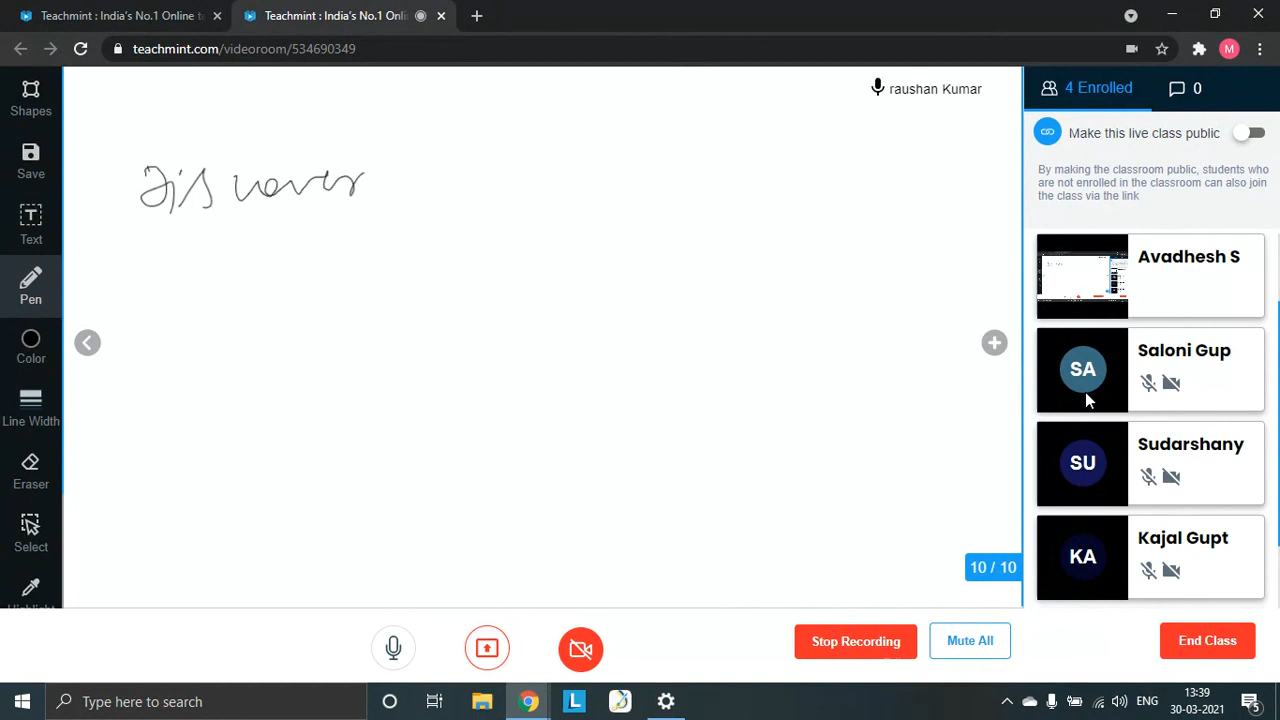 Teachmint : India's No.1 Online ta
Teachmint : India's No.1 Onli
teachmint.com/videoroom/534690349
M
Shapes
Save
Text
Pen
Color
Line Width
Eraser
Select
raushan Kumar
10 / 10
4 Enrolled
0
Make this live class public
By making the classroom public, students who
are not enrolled in the classroom can also join
the class via the link
Avadhesh S
SA
Saloni Gup
SU
Sudarshany
KA
Kajal Gupt
Stop Recording
Mute All
End Class
Type here to search
L
ENG
13:39
30-03-2021
5